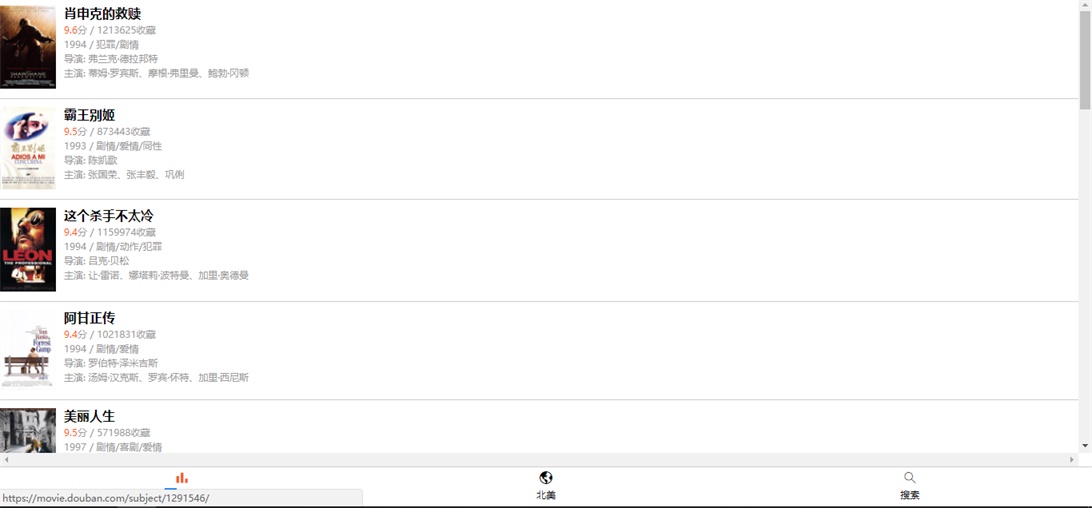 肖申克的救赎
9.6分 / 1213625收藏
1994 / 犯罪/剧情
导演: 弗兰克·德拉邦特
主演: 蒂姆·罗宾斯、摩根·弗里曼、鲍勃·冈顿
霸王别姬
9.5分 / 873443收藏
1993 / 剧情/爱情/同性
导演: 陈凯歌
主演: 张国荣、张丰毅、巩俐
ADIOS A MI
CONCUBINA
这个杀手不太冷
9.4分 / 1159974收藏
1994 / 剧情/动作/犯罪
导演: 吕克·贝松
主演: 让·雷诺、娜塔莉·波特曼、加里·奥德曼
LEON
THE PROFESSIONAL
阿甘正传
9.4分 / 1021831收藏
1994 / 剧情/爱情
导演: 罗伯特·泽米吉斯
主演: 汤姆·汉克斯、罗宾·怀特、加里·西尼斯
Tom
Hanks is
Forrest
Gump
美丽人生
9.5分 / 571988收藏
1997 / 剧情/喜剧/爱情
北美
搜索
https://movie.douban.com/subject/1291546/